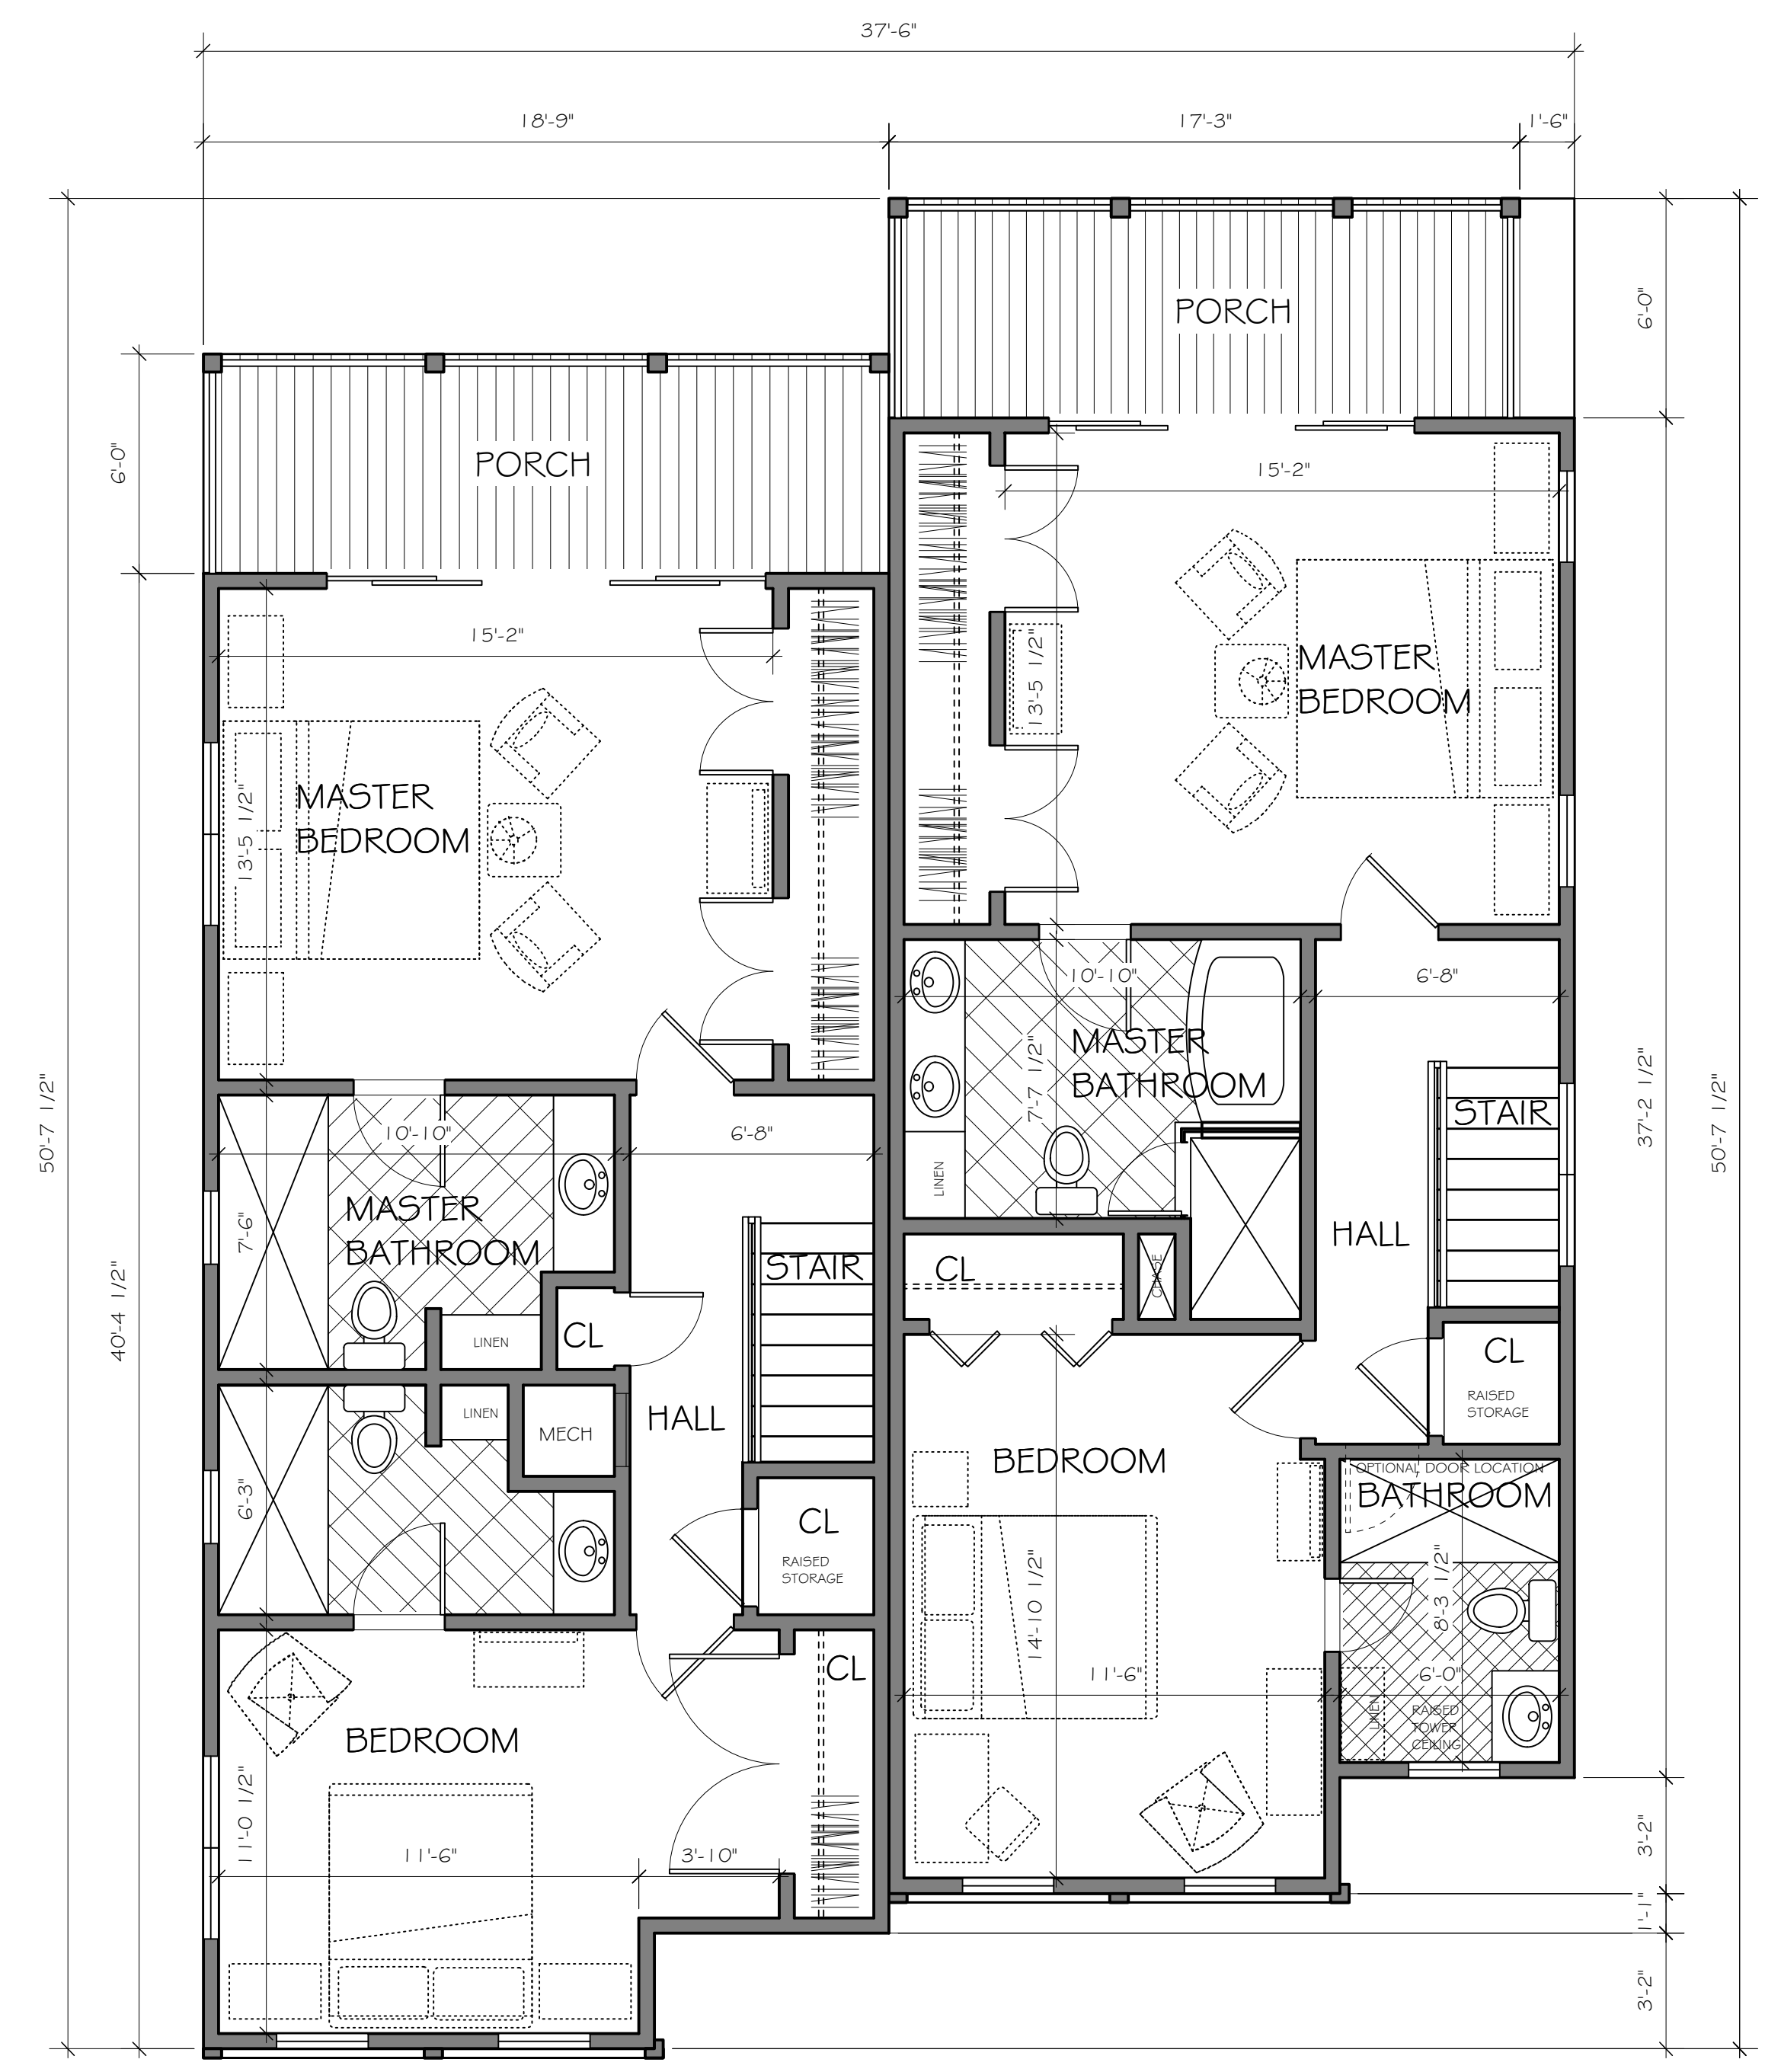 37'-6"
18'-9"
17'-3"
1'-6"
PORCH
6'-0"
PORCH
6'-0"
15'-2"
15'-2"
13'-5 1/2"
MASTER
BEDROOM
13'-5 1/2"
MASTER
BEDROOM
10'-10"
6'-8"
MASTER
BATHROOM
7'-7 1/2"
LINEN
STAIR
HALL
37'-2 1/2"
50'-7 1/2"
50'-7 1/2"
40'-4 1/2"
10'-10"
6'-8"
MASTER
BATHROOM
7'-6"
STAIR
LINEN
CL
CL
CHASE
CL
RAISED
STORAGE
LINEN
MECH
HALL
6'-3"
BEDROOM
OPTIONAL DOOR LOCATION
BATHROOM
CL
RAISED
STORAGE
14'-10 1/2"
8'-3 1/2"
11'-6"
6'-0"
LINEN
RAISED
TOWER
CEILING
CL
BEDROOM
11'-0 1/2"
11'-6"
3'-10"
3'-2"
1'-1"
3'-2"